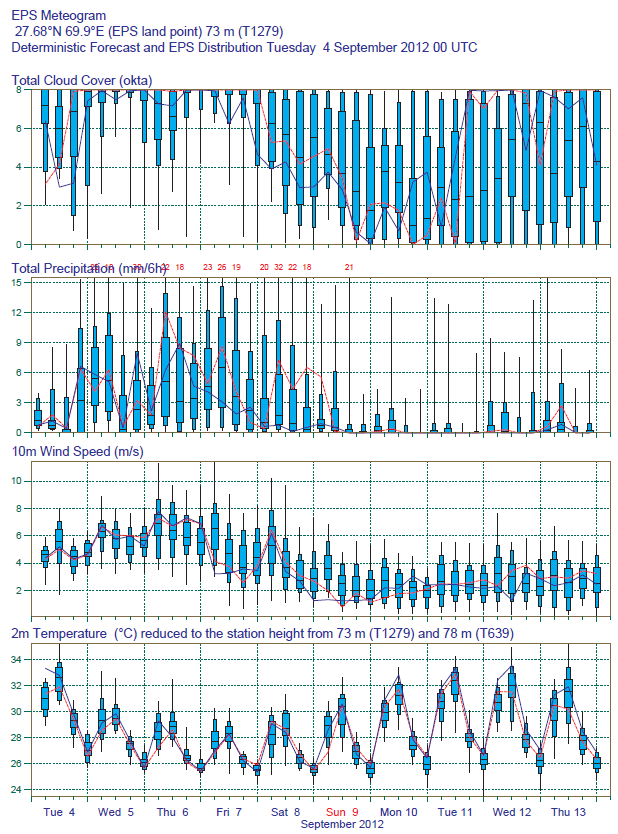 EPS Meteogram
27.68°N 69.9°E (EPS land point) 73 m (T1279)
Deterministic Forecast and EPS Distribution Tuesday 4 September 2012 00 UTC
Total Cloud Cover (okta)
8
6
4
2
0
Total Precipitation (mm/6h)
22 18 23 26 19 20 32 22 18 21
15
12
9
6
3
0
10m Wind Speed (m/s)
10
8
6
4
2
2m Temperature (°C) reduced to the station height from 73 m (T1279) and 78 m (T639)
34
32
30
28
26
24
Tue 4 Wed 5 Thu 6 Fri 7 Sat 8 Sun 9 Mon 10 Tue 11 Wed 12 Thu 13
September 2012